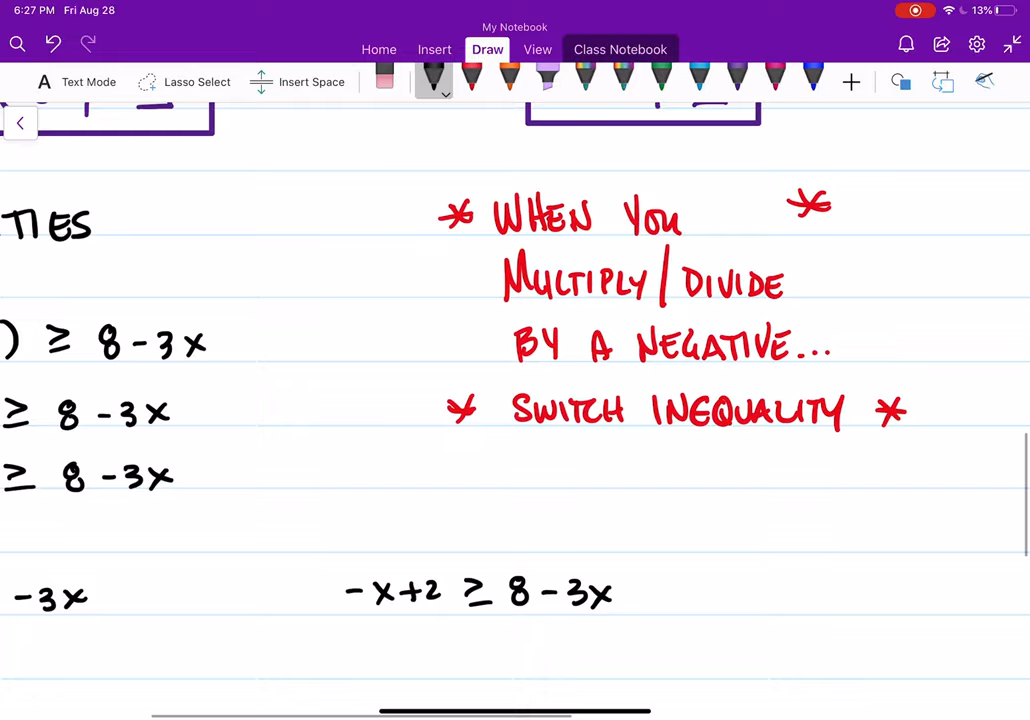 6:27 PM Fri Aug 28
13%
My Notebook
Home Insert Draw View Class Notebook
Text Mode Lasso Select Insert Space
TIES
* WHEN YOU *
MULTIPLY/DIVIDE
BY A NEGATIVE...
* SWITCH INEQUALITY *
) ≥ 8 - 3x
≥ 8 - 3x
≥ 8 - 3x
- 3x
- x + 2 ≥ 8 - 3x